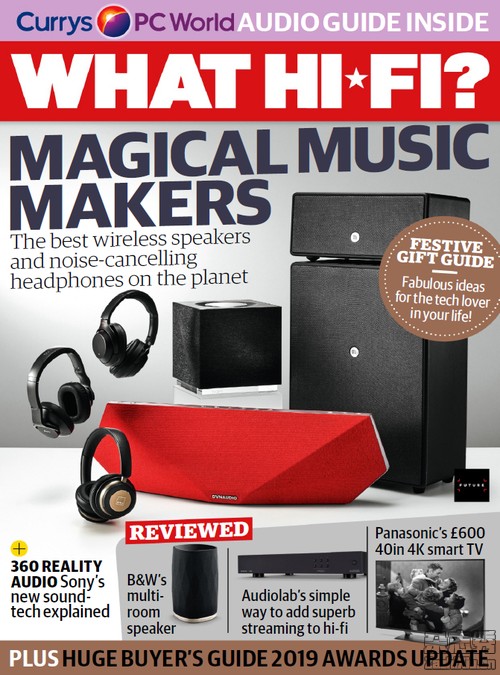 Currys PC World AUDIO GUIDE INSIDE
WHAT HI★FI?
MAGICAL MUSIC
MAKERS
The best wireless speakers
and noise-cancelling
headphones on the planet
FESTIVE
GIFT GUIDE
Fabulous ideas
for the tech lover
in your life!
DYNAUDIO
FUTURE
REVIEWED
+
360 REALITY
AUDIO Sony's
new sound-
tech explained
B&W's
multi-
room
speaker
Audiolab's simple
way to add superb
streaming to hi-fi
Panasonic's £600
40in 4K smart TV
PLUS HUGE BUYER'S GUIDE 2019 AWARDS UPDATE